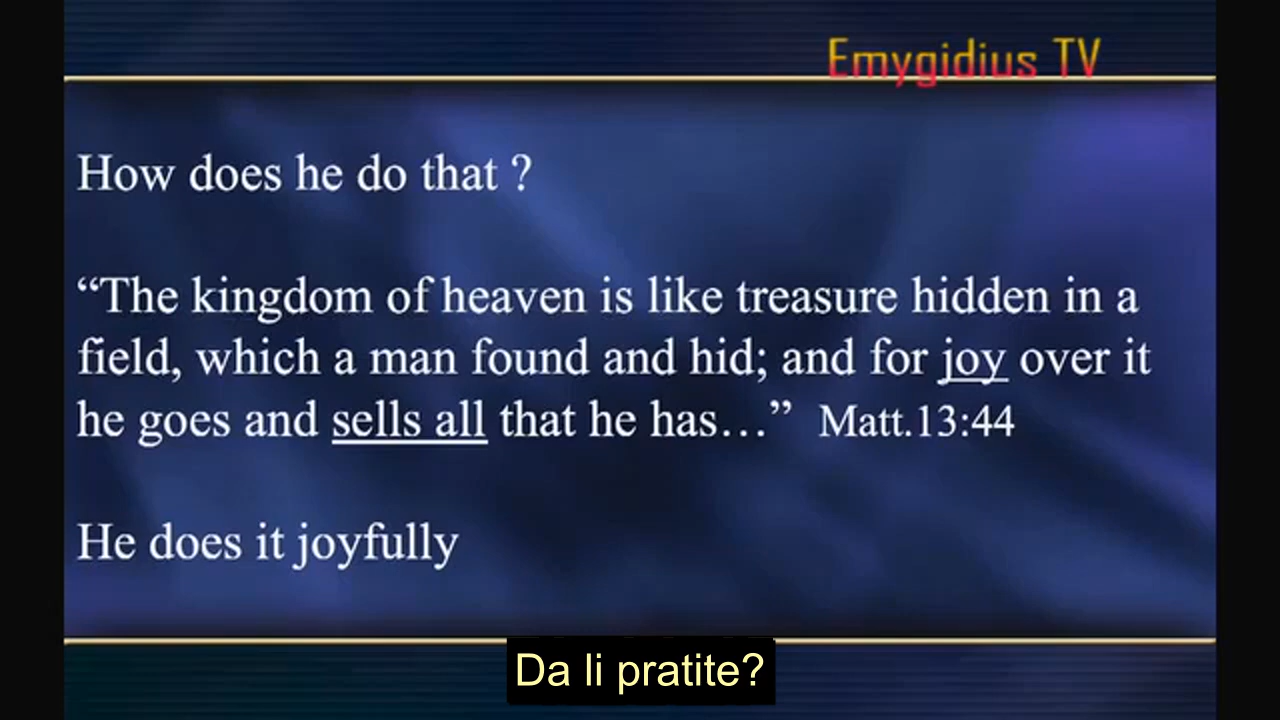 Emygidius TV
How does he do that ?
“The kingdom of heaven is like treasure hidden in a
field, which a man found and hid; and for joy over it
he goes and sells all that he has…” Matt.13:44
He does it joyfully
Da li pratite?